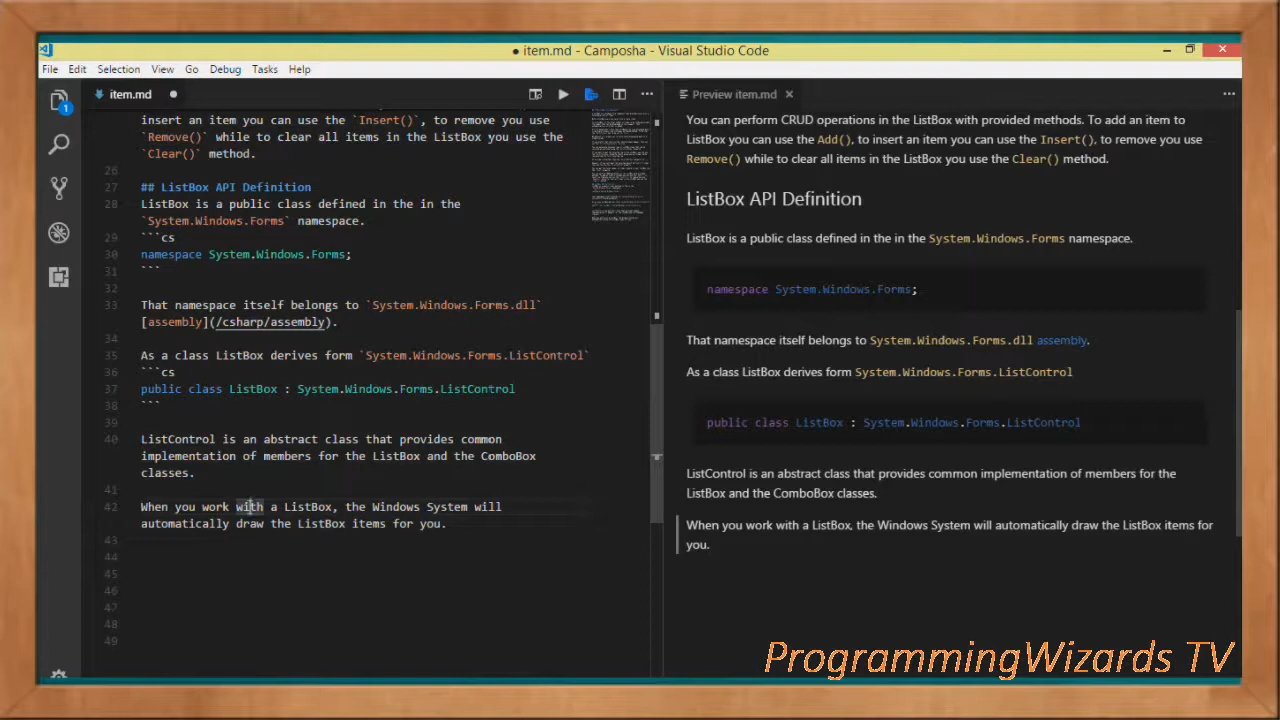 ● item.md - Camposha - Visual Studio Code
File Edit Selection View Go Debug Tasks Help
item.md ●
Preview item.md ×
1
insert an item you can use the `Insert()`, to remove you use
`Remove()` while to clear all items in the ListBox you use the
`Clear()` method.
26
27 ## ListBox API Definition
28 ListBox is a public class defined in the in the
`System.Windows.Forms` namespace.
29 ```cs
30 namespace System.Windows.Forms;
31 ```
32
33 That namespace itself belongs to `System.Windows.Forms.dll`
[assembly](/csharp/assembly).
34
35 As a class ListBox derives form `System.Windows.Forms.ListControl`
36 ```cs
37 public class ListBox : System.Windows.Forms.ListControl
38 ```
39
40 ListControl is an abstract class that provides common
implementation of members for the ListBox and the ComboBox
classes.
41
42 When you work with a ListBox, the Windows System will
automatically draw the ListBox items for you.
43
44
45
46
47
48
49
You can perform CRUD operations in the ListBox with provided methods. To add an item to
ListBox you can use the Add(), to insert an item you can use the Insert(), to remove you use
Remove() while to clear all items in the ListBox you use the Clear() method.
ListBox API Definition
ListBox is a public class defined in the in the System.Windows.Forms namespace.
namespace System.Windows.Forms;
That namespace itself belongs to System.Windows.Forms.dll assembly.
As a class ListBox derives form System.Windows.Forms.ListControl
public class ListBox : System.Windows.Forms.ListControl
ListControl is an abstract class that provides common implementation of members for the
ListBox and the ComboBox classes.
When you work with a ListBox, the Windows System will automatically draw the ListBox items for
you.
ProgrammingWizards TV